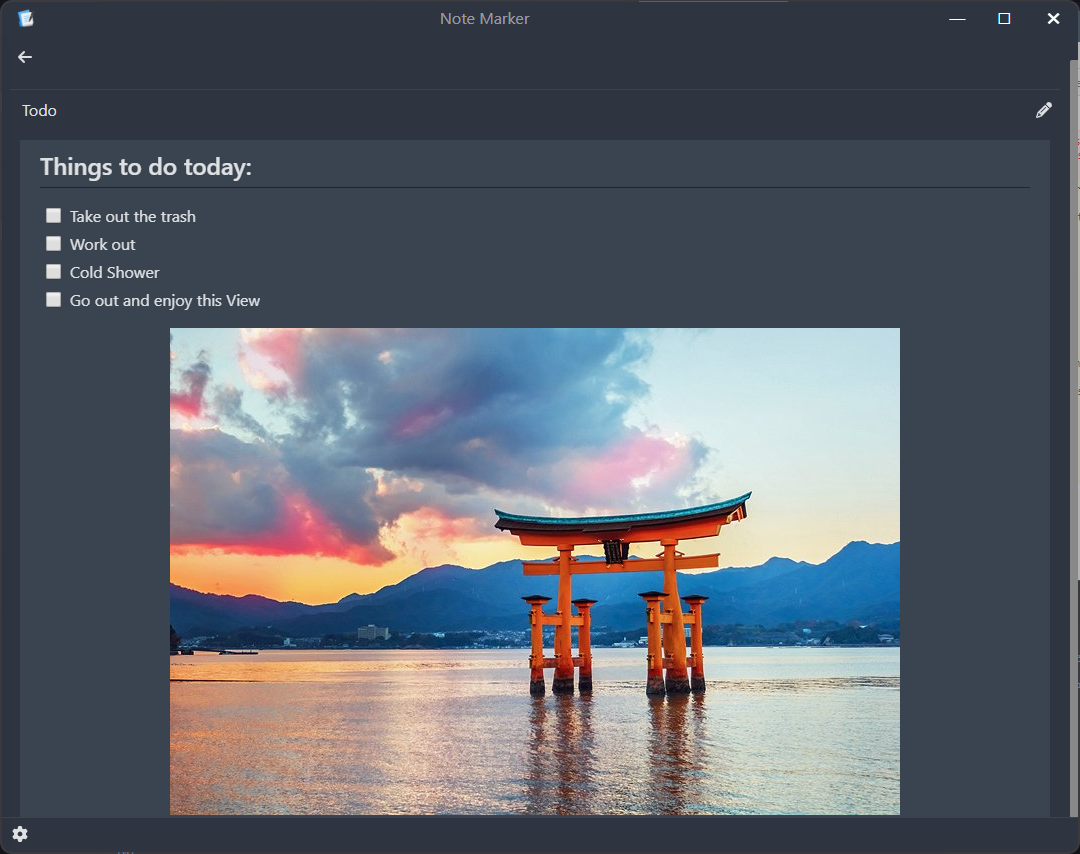 Note Marker
Todo
Things to do today:
Take out the trash
Work out
Cold Shower
Go out and enjoy this View